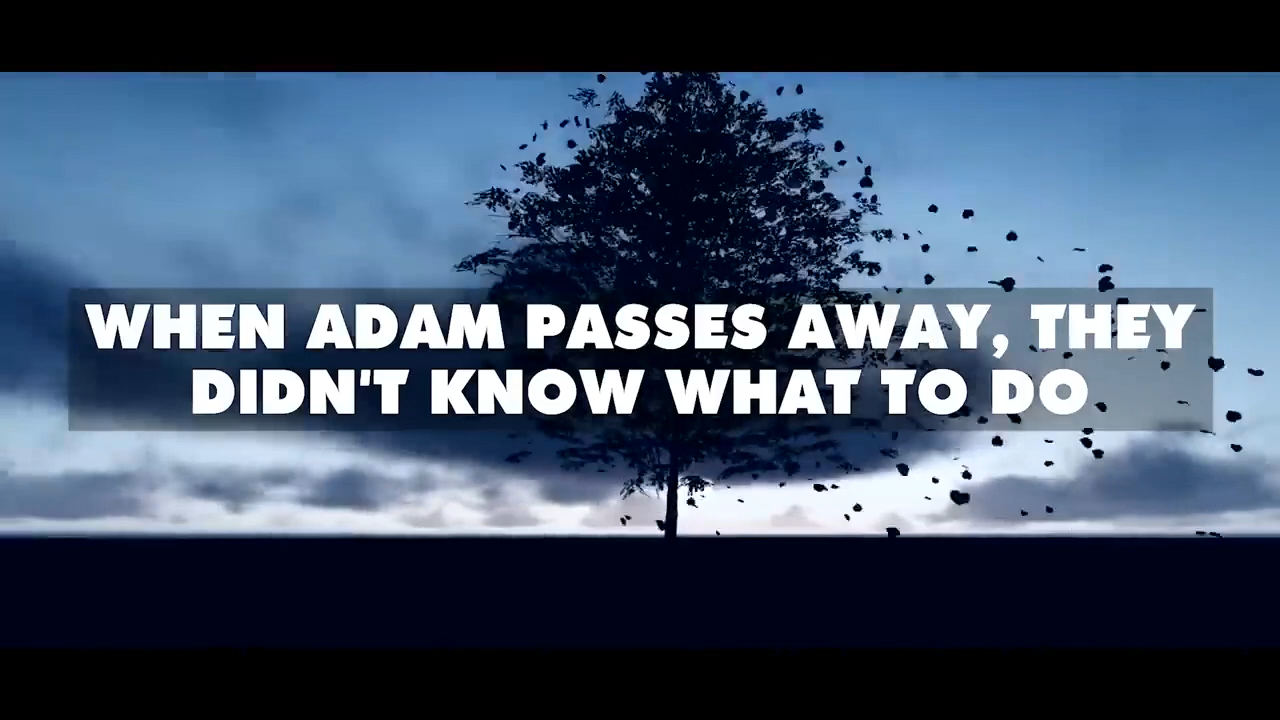 WHEN ADAM PASSES AWAY, THEY
DIDN'T KNOW WHAT TO DO